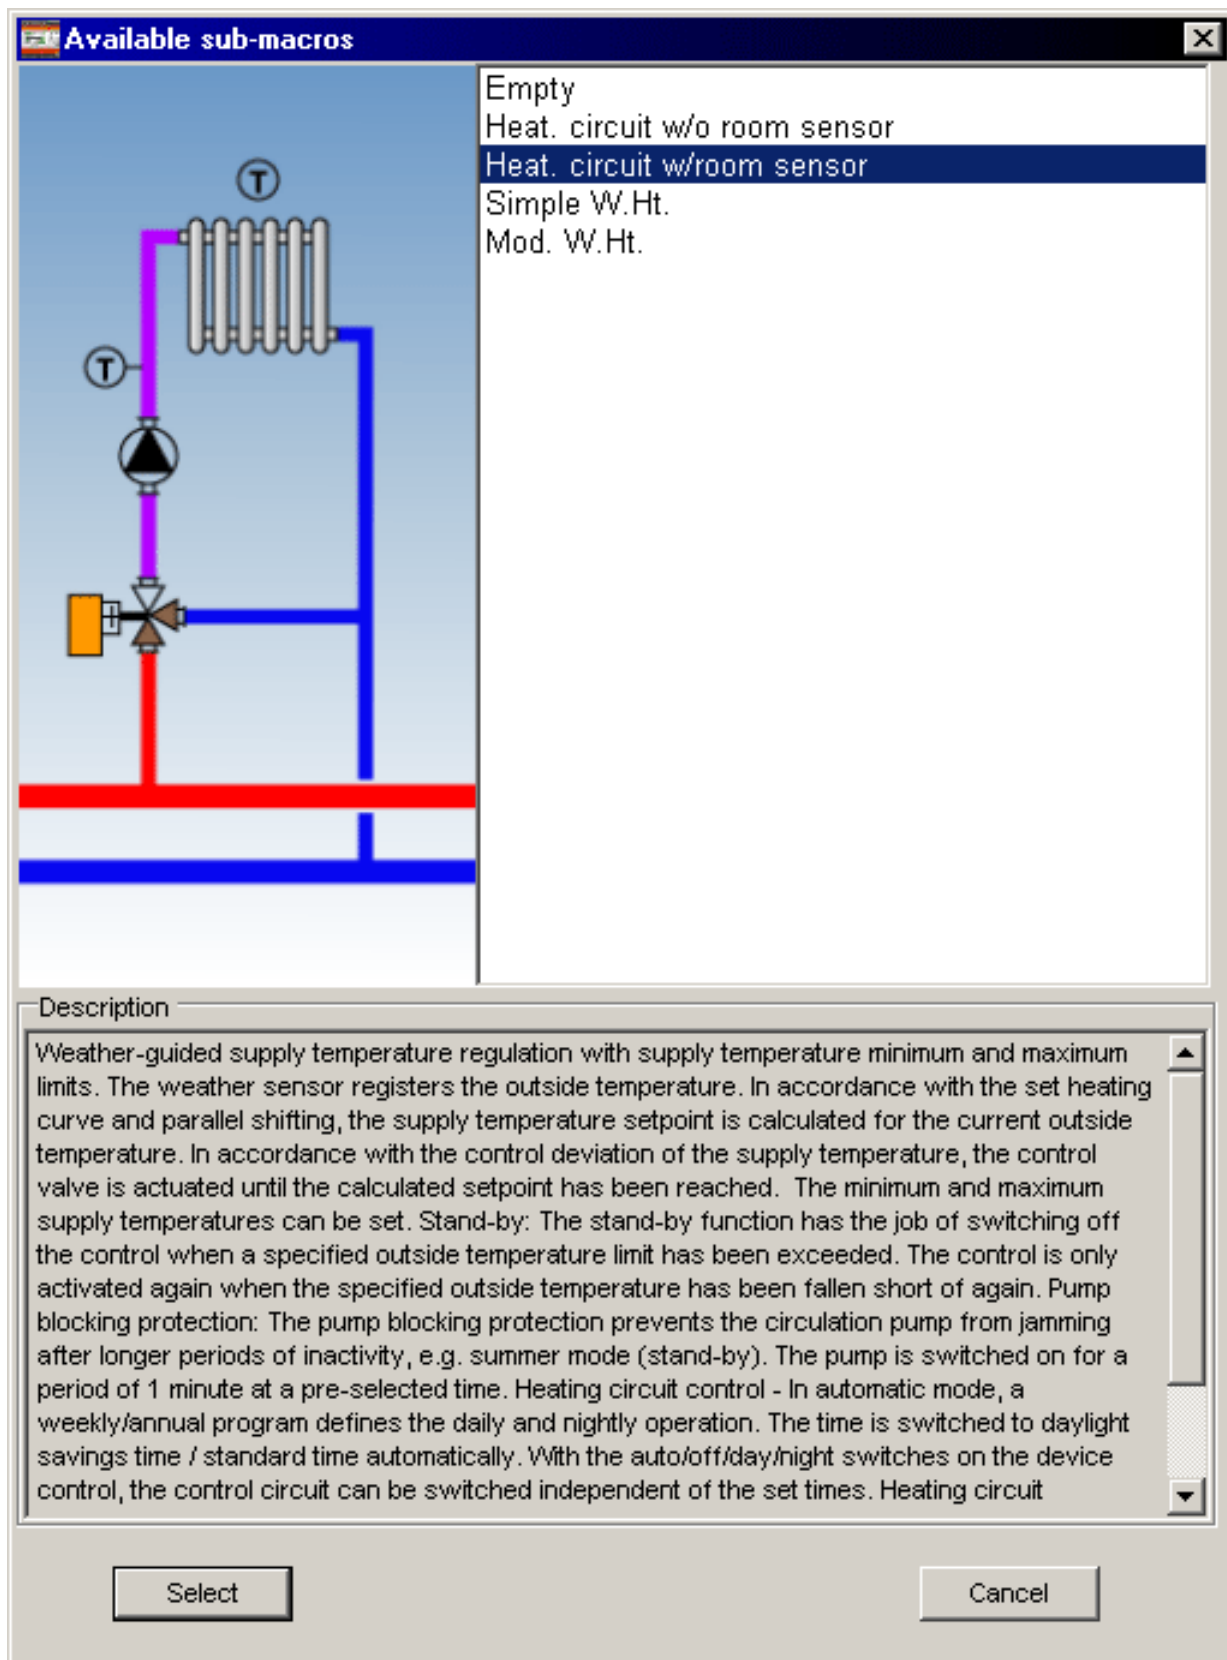 Available sub-macros
Empty
Heat. circuit w/o room sensor
Heat. circuit w/room sensor
Simple W.Ht.
Mod. W.Ht.
T
T
Description
Weather-guided supply temperature regulation with supply temperature minimum and maximum
limits. The weather sensor registers the outside temperature. In accordance with the set heating
curve and parallel shifting, the supply temperature setpoint is calculated for the current outside
temperature. In accordance with the control deviation of the supply temperature, the control
valve is actuated until the calculated setpoint has been reached.  The minimum and maximum
supply temperatures can be set. Stand-by: The stand-by function has the job of switching off
the control when a specified outside temperature limit has been exceeded. The control is only
activated again when the specified outside temperature has been fallen short of again. Pump
blocking protection: The pump blocking protection prevents the circulation pump from jamming
after longer periods of inactivity, e.g. summer mode (stand-by). The pump is switched on for a
period of 1 minute at a pre-selected time. Heating circuit control - In automatic mode, a
weekly/annual program defines the daily and nightly operation. The time is switched to daylight
savings time / standard time automatically. With the auto/off/day/night switches on the device
control, the control circuit can be switched independent of the set times. Heating circuit
Select
Cancel